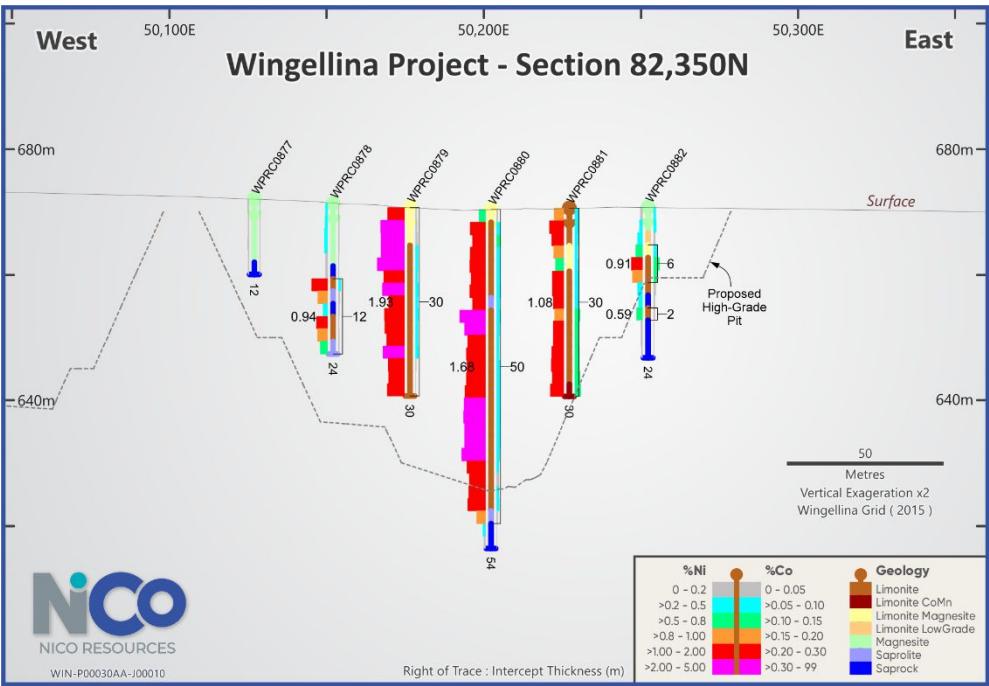 50,100E
50,200E
50,300E
West
East
Wingellina Project - Section 82,350N
680m
680m
WPRC0877
WPRC0878
WPRC0879
WPRC0880
WPRC0881
WPRC0882
Surface
0.91
6
12
0.94
12
1.93
30
1.08
30
0.59
2
Proposed
High-Grade
Pit
24
1.68
50
24
640m
30
30
640m
50
Metres
Vertical Exageration x2
Wingellina Grid ( 2015 )
54
NiCo
NICO RESOURCES
WIN-P00030AA-J00010
Right of Trace : Intercept Thickness (m)
%Ni %Co Geology
0 - 0.2 0 - 0.05 Limonite
>0.2 - 0.5 >0.05 - 0.10 Limonite CoMn
>0.5 - 0.8 >0.10 - 0.15 Limonite Magnesite
>0.8 - 1.00 >0.15 - 0.20 Limonite LowGrade
>1.00 - 2.00 >0.20 - 0.30 Magnesite
>2.00 - 5.00 >0.30 - 99 Saprolite
Saprock